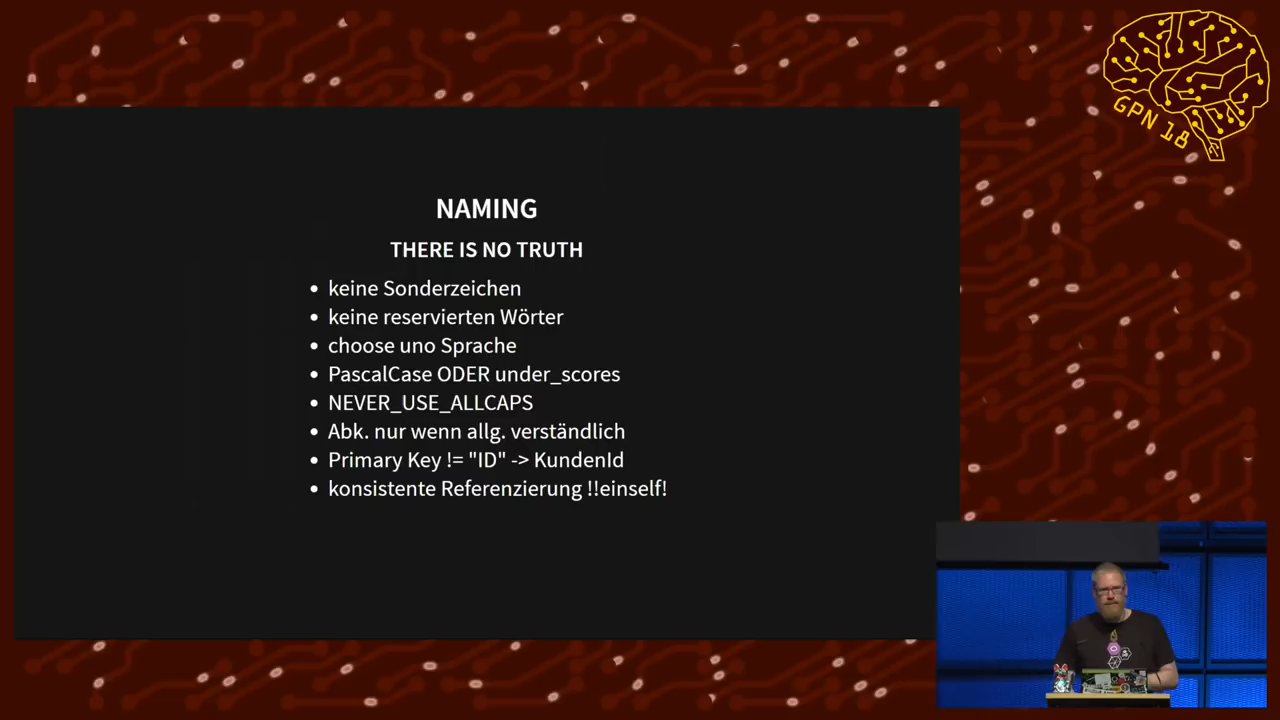 GPN 18
NAMING
THERE IS NO TRUTH
• keine Sonderzeichen
• keine reservierten Wörter
• choose uno Sprache
• PascalCase ODER under_scores
• NEVER_USE_ALLCAPS
• Abk. nur wenn allg. verständlich
• Primary Key != "ID" -> KundenId
• konsistente Referenzierung !!einself!